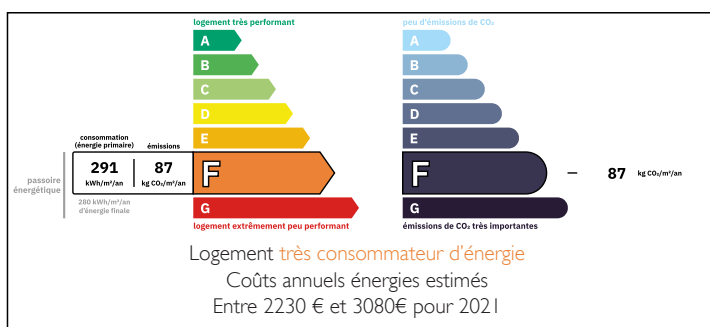 logement très performant
A
B
C
D
E
consommation
(énergie primaire)
émissions
passoire
énergétique
291
kWh/m²/an
87
kg CO₂/m²/an
F
280 kWh/m²/an
d'énergie finale
G
logement extrêmement peu performant
peu d'émissions de CO₂
A
B
C
D
E
F
87 kg CO₂/m²/an
G
émissions de CO₂ très importantes
Logement très consommateur d'énergie
Coûts annuels énergies estimés
Entre 2230 € et 3080€ pour 2021